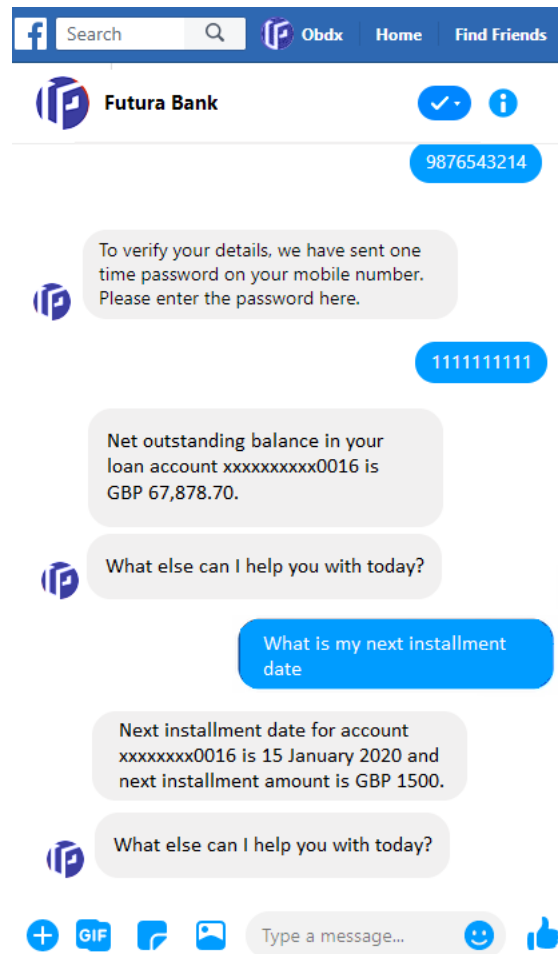 Search
Obdx
Home
Find Friends
Futura Bank
9876543214
To verify your details, we have sent one
time password on your mobile number.
Please enter the password here.
1111111111
Net outstanding balance in your
loan account xxxxxxxxxx0016 is
GBP 67,878.70.
What else can I help you with today?
What is my next installment
date
Next installment date for account
xxxxxxxx0016 is 15 January 2020 and
next installment amount is GBP 1500.
What else can I help you with today?
GIF
Type a message...